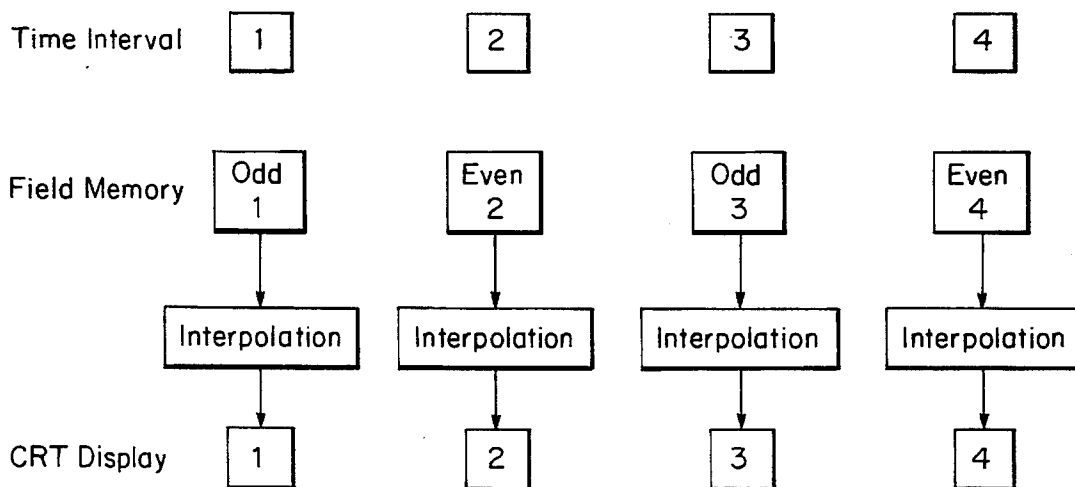 Time Interval 1 2 3 4
Odd Even Odd Even
Field Memory 1 2 3 4
Interpolation Interpolation Interpolation Interpolation
CRT Display 1 2 3 4